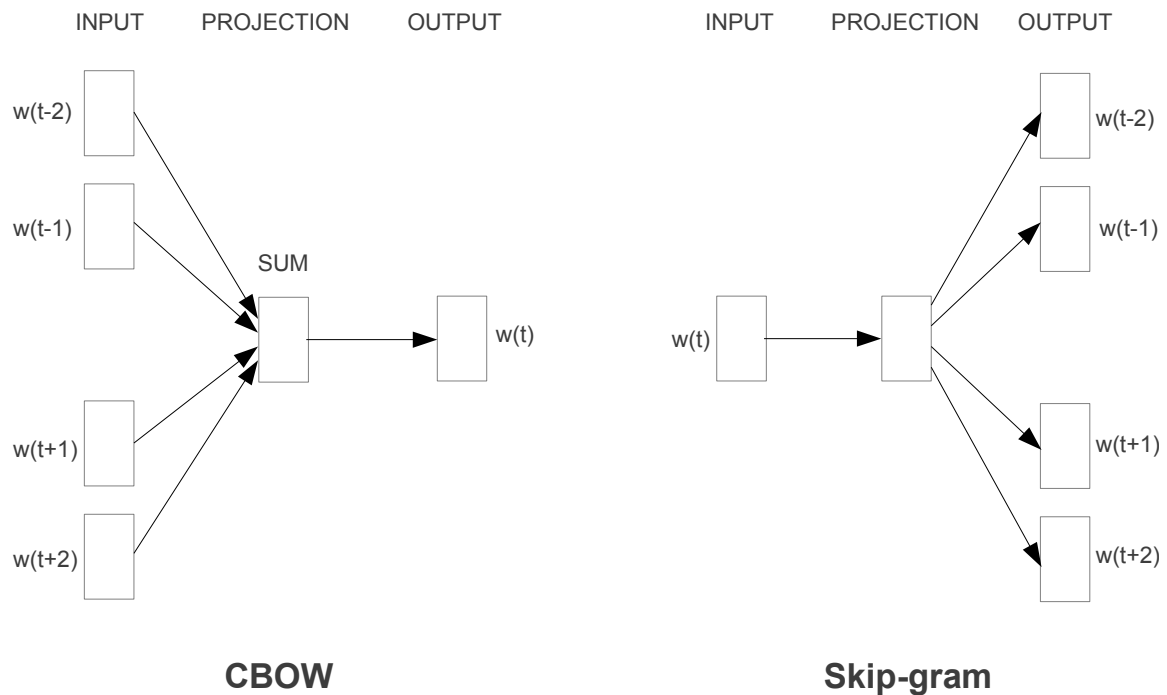 INPUT PROJECTION OUTPUT
w(t-2)
w(t-1)
SUM
w(t)
w(t+1)
w(t+2)
CBOW
INPUT PROJECTION OUTPUT
w(t-2)
w(t-1)
w(t)
w(t+1)
w(t+2)
Skip-gram